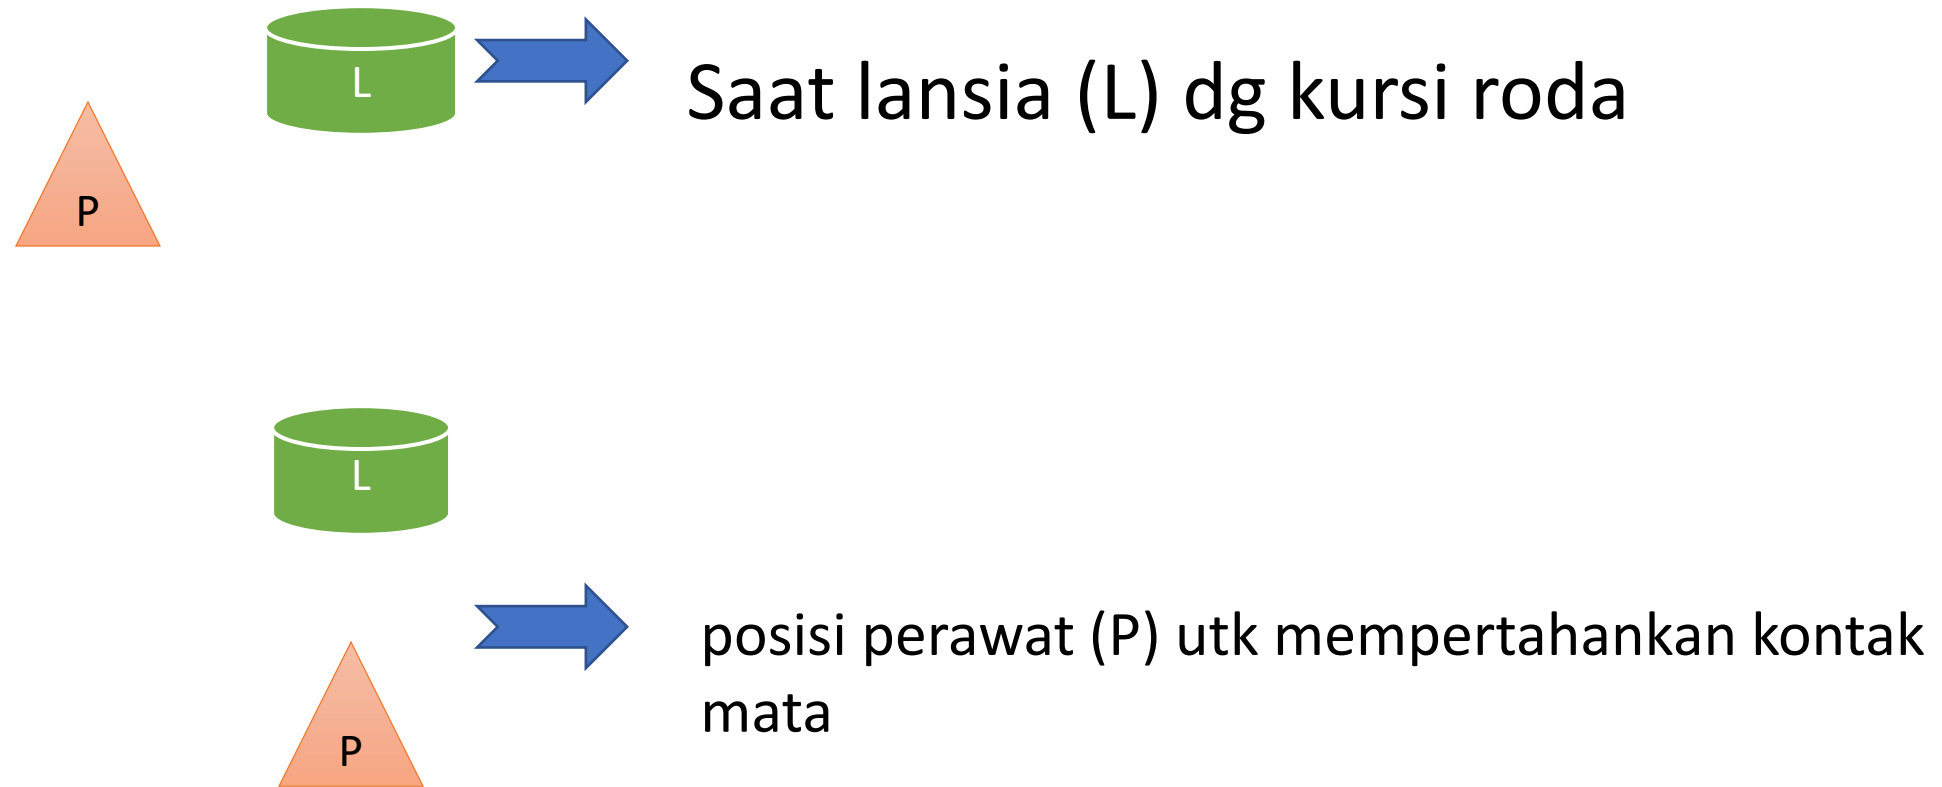 L
Saat lansia (L) dg kursi roda
P
L
posisi perawat (P) utk mempertahankan kontak
mata
P